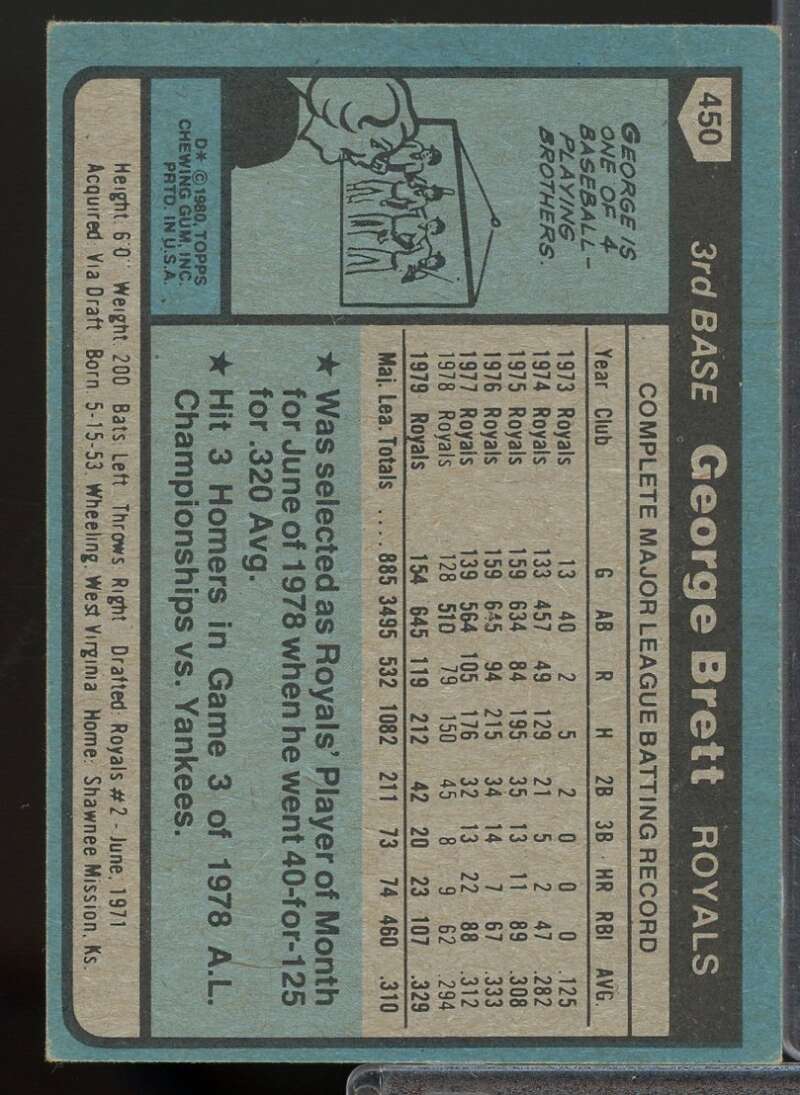 450
3rd BASE George Brett ROYALS
GEORGE IS
ONE OF 4
BASEBALL-
PLAYING
BROTHERS.
D* ©1980, TOPPS
CHEWING GUM, INC.
PRTD. IN U.S.A.
COMPLETE MAJOR LEAGUE BATTING RECORD
Year Club G AB R H 2B 3B HR RBI AVG.
1973 Royals 13 40 2 5 2 0 0 0 .125
1974 Royals 133 457 49 129 21 5 2 47 .282
1975 Royals 159 634 84 195 35 13 11 89 .308
1976 Royals 159 645 94 215 34 14 7 67 .333
1977 Royals 139 564 105 176 32 13 22 88 .312
1978 Royals 128 510 79 150 45 8 9 62 .294
1979 Royals 154 645 119 212 42 20 23 107 .329
Maj. Lea. Totals .... 885 3495 532 1082 211 73 74 460 .310
★ Was selected as Royals' Player of Month
for June of 1978 when he went 40-for-125
for .320 Avg.
★ Hit 3 Homers in Game 3 of 1978 A.L.
Championships vs. Yankees.
Height: 6'0" Weight: 200 Bats: Left Throws: Right Drafted: Royals #2 - June, 1971
Acquired: Via Draft Born: 5-15-53, Wheeling, West Virginia Home: Shawnee Mission, Ks.